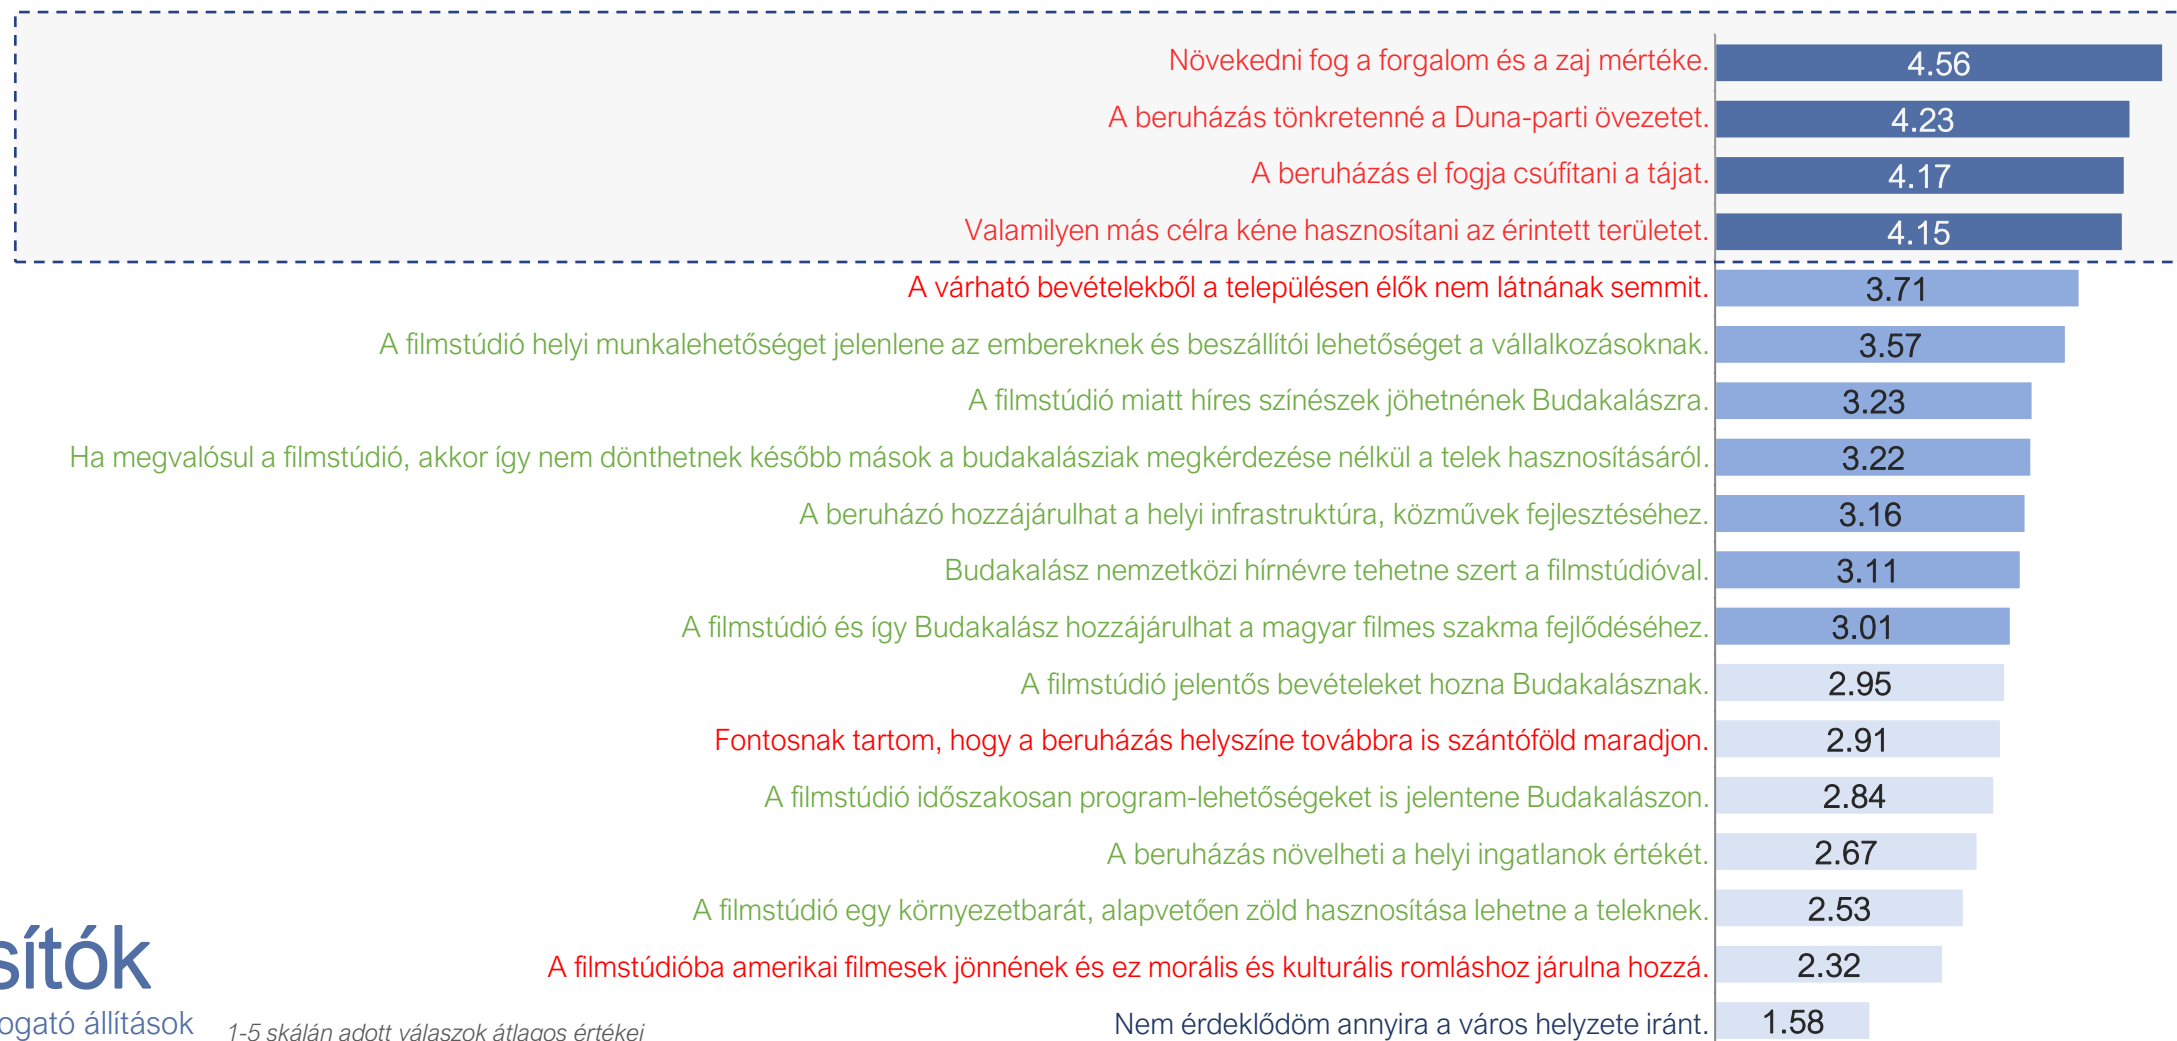 Növekedni fog a forgalom és a zaj mértéke. 4.56
A beruházás tönkretenné a Duna-parti övezetet. 4.23
A beruházás el fogja csúfítani a tájat. 4.17
Valamilyen más célra kéne hasznosítani az érintett területet. 4.15
A várható bevételekből a településen élők nem látnának semmit. 3.71
A filmstúdió helyi munkalehetőséget jelenlene az embereknek és beszállítói lehetőséget a vállalkozásoknak. 3.57
A filmstúdió miatt híres színészek jöhetnének Budakalászra. 3.23
Ha megvalósul a filmstúdió, akkor így nem dönthetnek később mások a budakalásziak megkérdezése nélkül a telek hasznosításáról. 3.22
A beruházó hozzájárulhat a helyi infrastruktúra, közművek fejlesztéséhez. 3.16
Budakalász nemzetközi hírnévre tehetne szert a filmstúdióval. 3.11
A filmstúdió és így Budakalász hozzájárulhat a magyar filmes szakma fejlődéséhez. 3.01
A filmstúdió jelentős bevételeket hozna Budakalásznak. 2.95
Fontosnak tartom, hogy a beruházás helyszíne továbbra is szántóföld maradjon. 2.91
A filmstúdió időszakosan program-lehetőségeket is jelentene Budakalászon. 2.84
A beruházás növelheti a helyi ingatlanok értékét. 2.67
A filmstúdió egy környezetbarát, alapvetően zöld hasznosítása lehetne a teleknek. 2.53
A filmstúdióba amerikai filmesek jönnének és ez morális és kulturális romláshoz járulna hozzá. 2.32
Nem érdeklődöm annyira a város helyzete iránt. 1.58
sítók
ogató állítások
1-5 skálán adott válaszok átlagos értékei